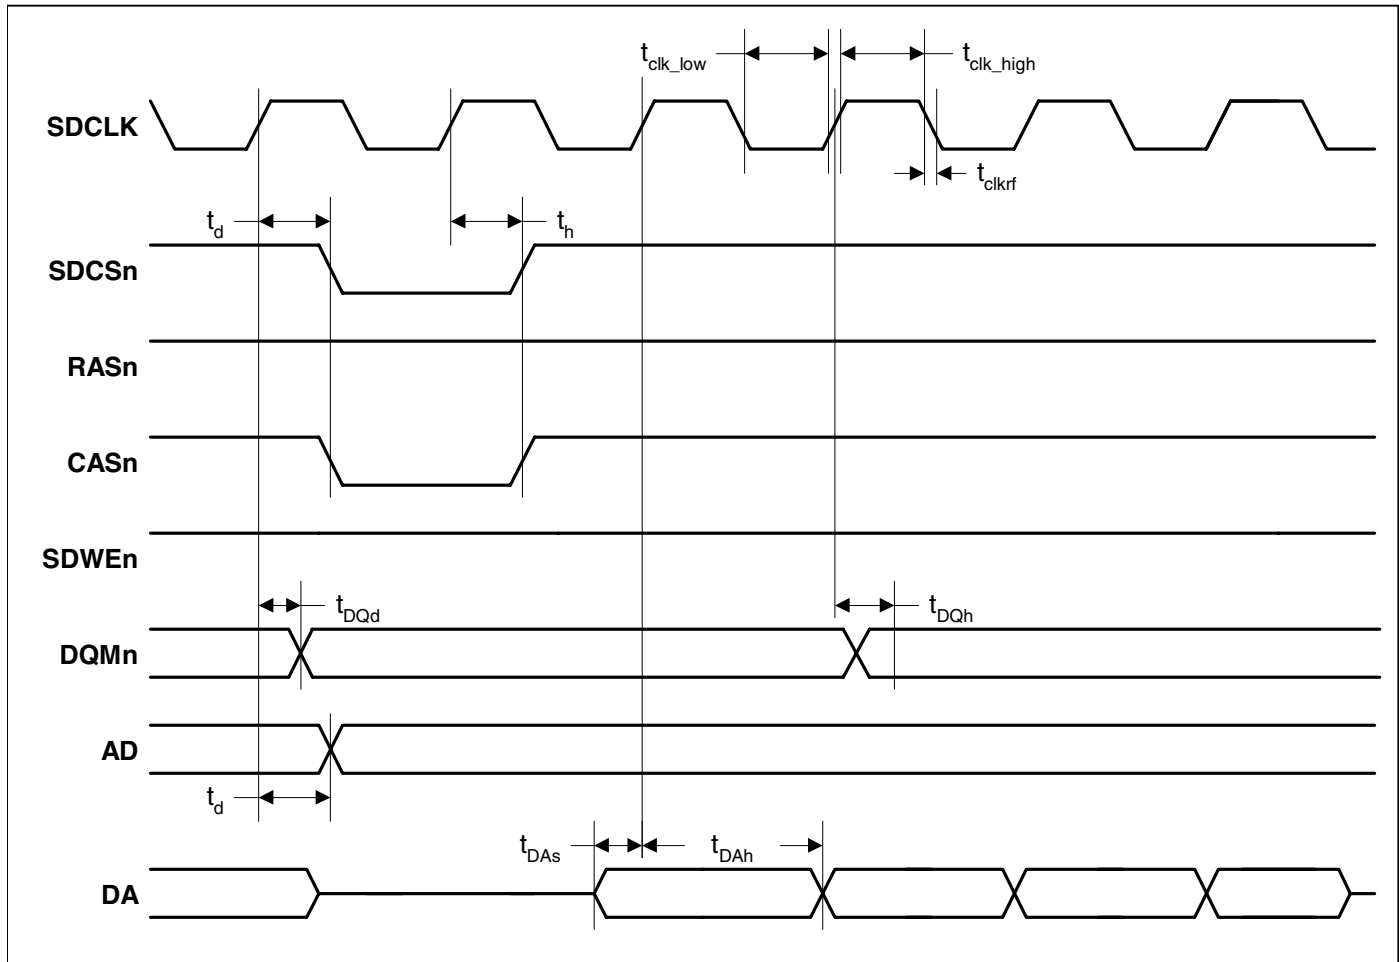 t_clk_low
t_clk_high
SDCLK
t_clkrf
t_d
t_h
SDCSn
RASn
CASn
SDWEn
t_DQd
t_DQh
DQMn
AD
t_d
t_DAs
t_DAh
DA